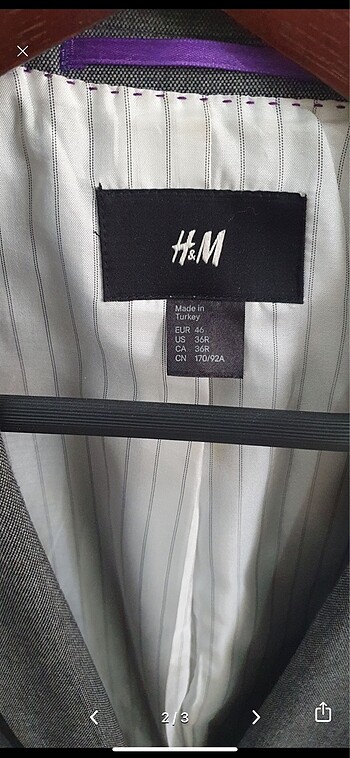 H&M
Made in
Turkey
EUR 46
US 36R
CA 36R
CN 170/92A
2/3